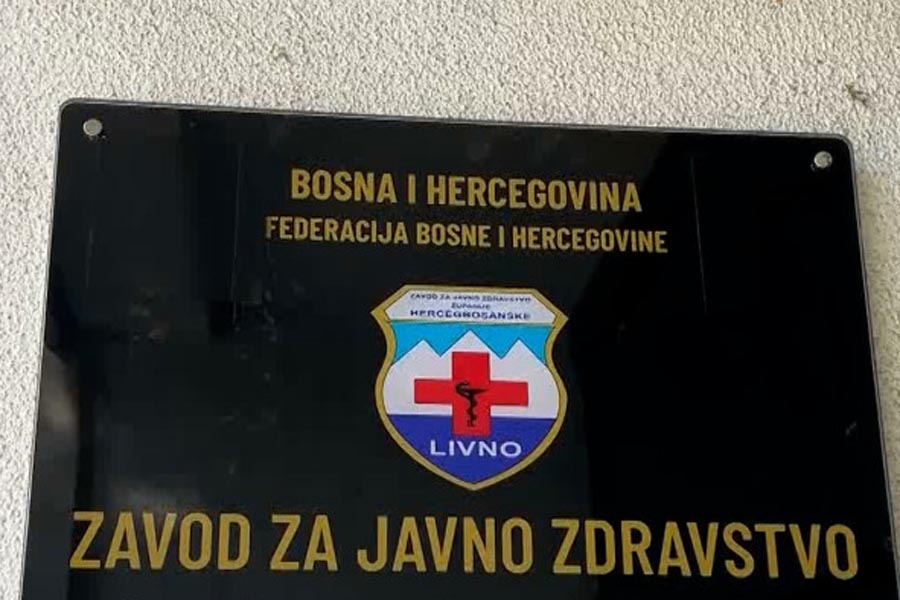 BOSNA I HERCEGOVINA
FEDERACIJA BOSNE I HERCEGOVINE
ZAVOD ZA JAVNO ZDRAVSTVO
ŽUPANIJE
HERCEGBOSANSKE
LIVNO
ZAVOD ZA JAVNO ZDRAVSTVO